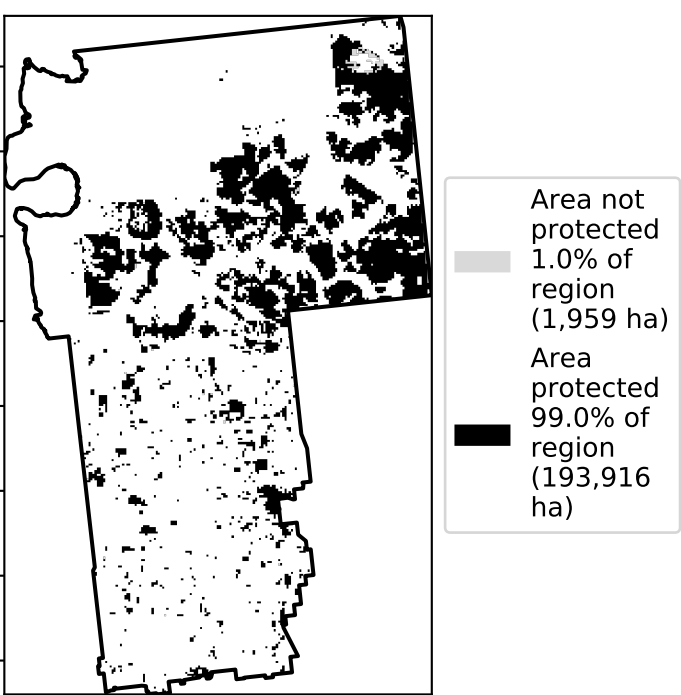 Area not
protected
1.0% of
region
(1,959 ha)
Area
protected
99.0% of
region
(193,916
ha)